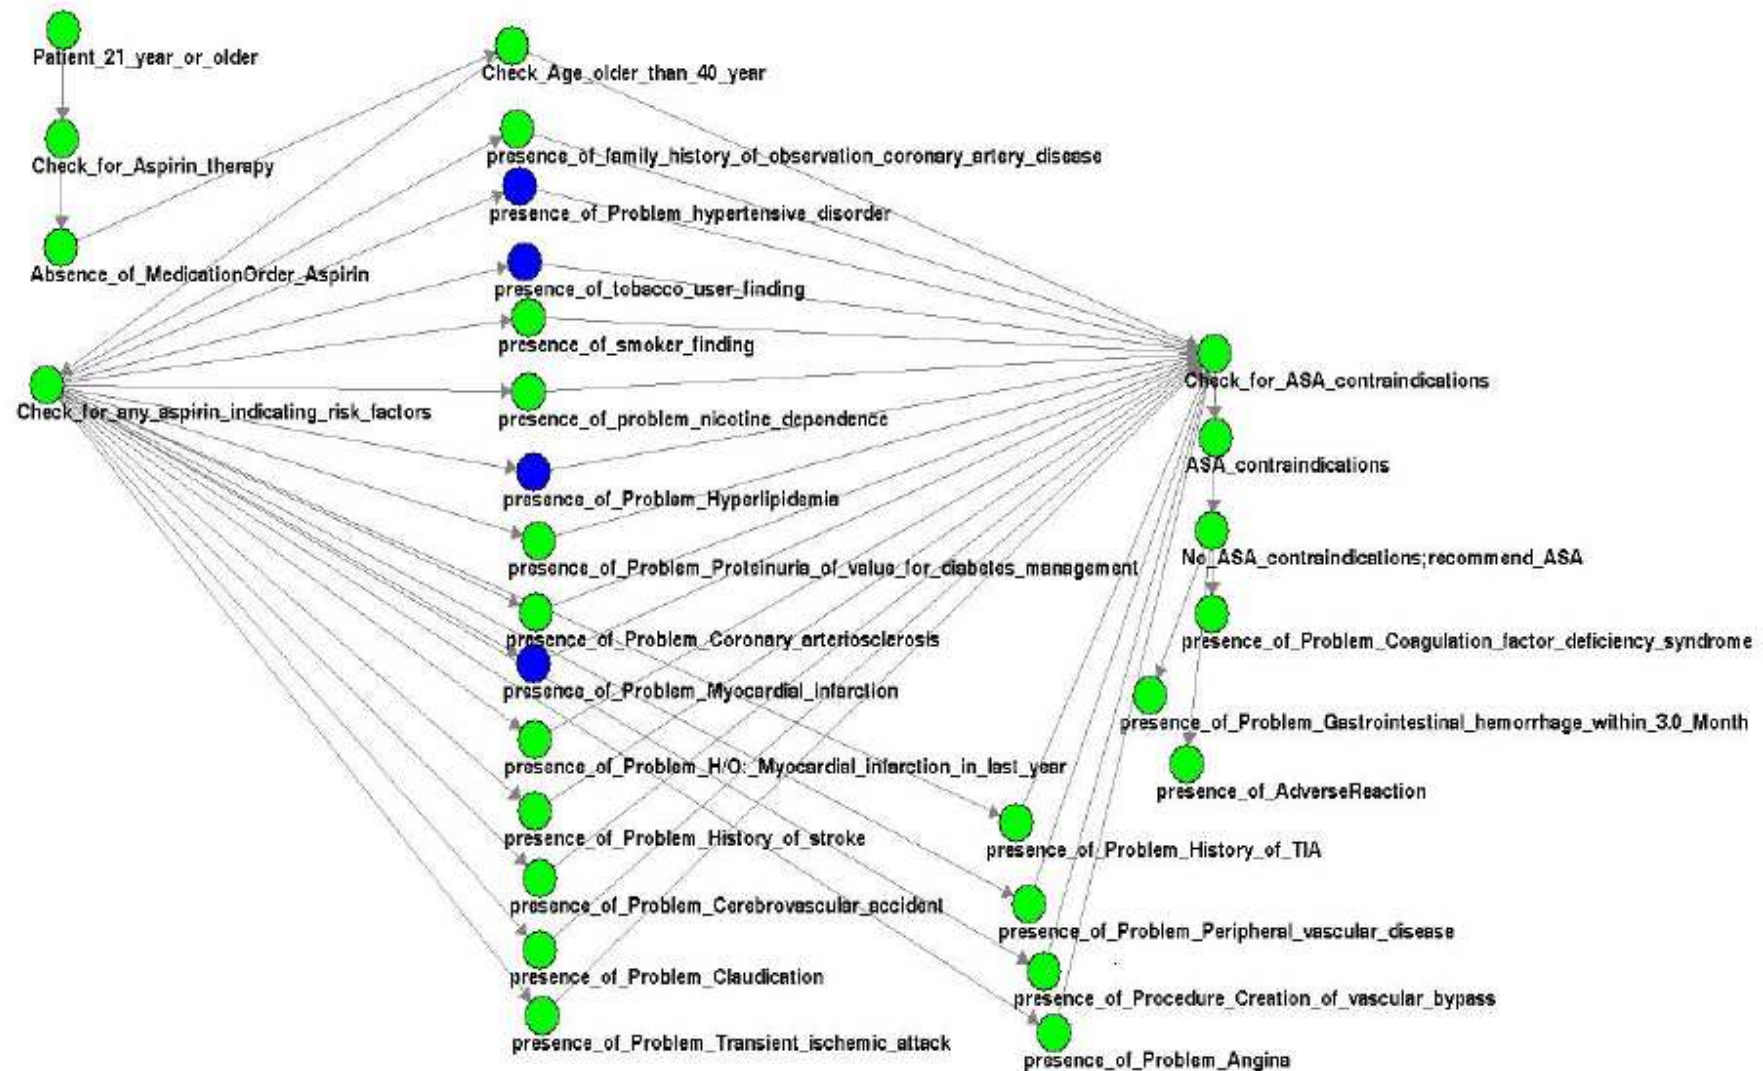 Patient_21_year_or_older
Check_Age_older_than_40_year
Check_for_Aspirin_therapy
presence_of_family_history_of_observation_coronary_artery_disease
presence_of_Problem_hypertensive_disorder
Absence_of_MedicationOrder_Aspirin
presence_of_tobacco_user_finding
presence_of_smoker_finding
Check_for_any_aspirin_indicating_risk_factors
presence_of_problem_nicotine_dependence
Check_for_ASA_contraindications
ASA_contraindications
presence_of_Problem_Hyperlipidemia
No_ASA_contraindications;recommend_ASA
presence_of_Problem_Proteinuria_of_value_for_diabetes_management
presence_of_Problem_Coronary_arteriosclerosis
presence_of_Problem_Coagulation_factor_deficiency_syndrome
presence_of_Problem_Myocardial_infarction
presence_of_Problem_Gastrointestinal_hemorrhage_within_3.0_Month
presence_of_Problem_H/O:_Myocardial_infarction_in_last_year
presence_of_AdverseReaction
presence_of_Problem_History_of_stroke
presence_of_Problem_History_of_TIA
presence_of_Problem_Cerebrovascular_accident
presence_of_Problem_Peripheral_vascular_disease
presence_of_Problem_Claudication
presence_of_Procedure_Creation_of_vascular_bypass
presence_of_Problem_Transient_ischemic_attack
presence_of_Problem_Angina